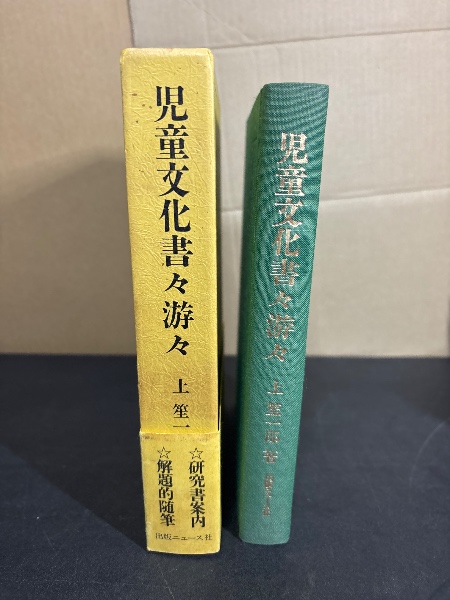 児童文化書々游々
上 笙一
☆研究書案内
☆解題的随筆
出版ニュース社
児童文化書々游々
上 笙一郎 著